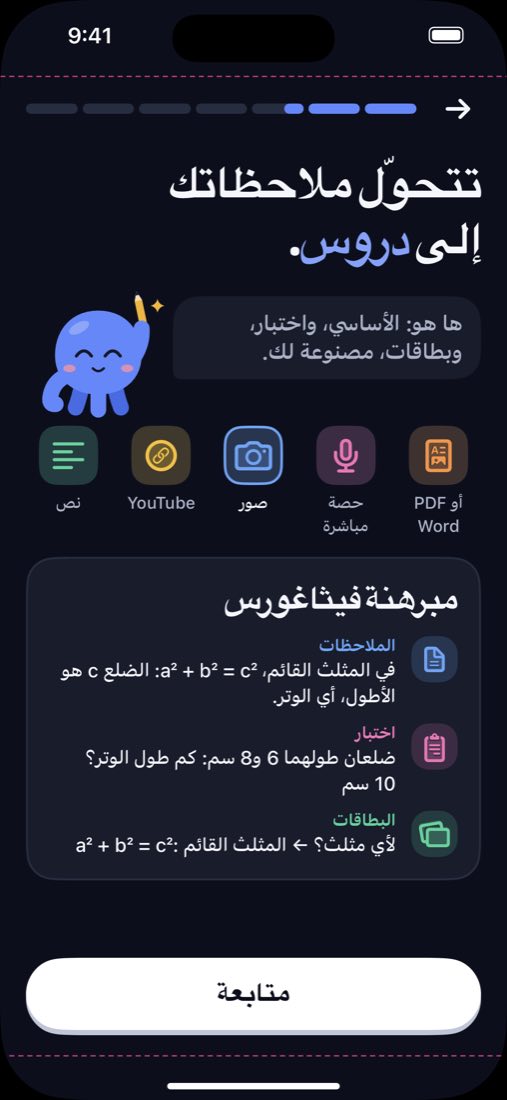 9:41
تتحوّل ملاحظاتك
إلى دروس.
ها هو: الأساسي، واختبار،
وبطاقات، مصنوعة لك.
PDF أو
Word
حصة
مباشرة
صور
YouTube
نص
مبرهنة فيثاغورس
الملاحظات
في المثلث القائم، a² + b² = c²: الضلع c هو
الأطول، أي الوتر.
اختبار
ضلعان طولهما 6 و8 سم: كم طول الوتر؟
10 سم
البطاقات
لأي مثلث؟ ← المثلث القائم: a² + b² = c²
متابعة